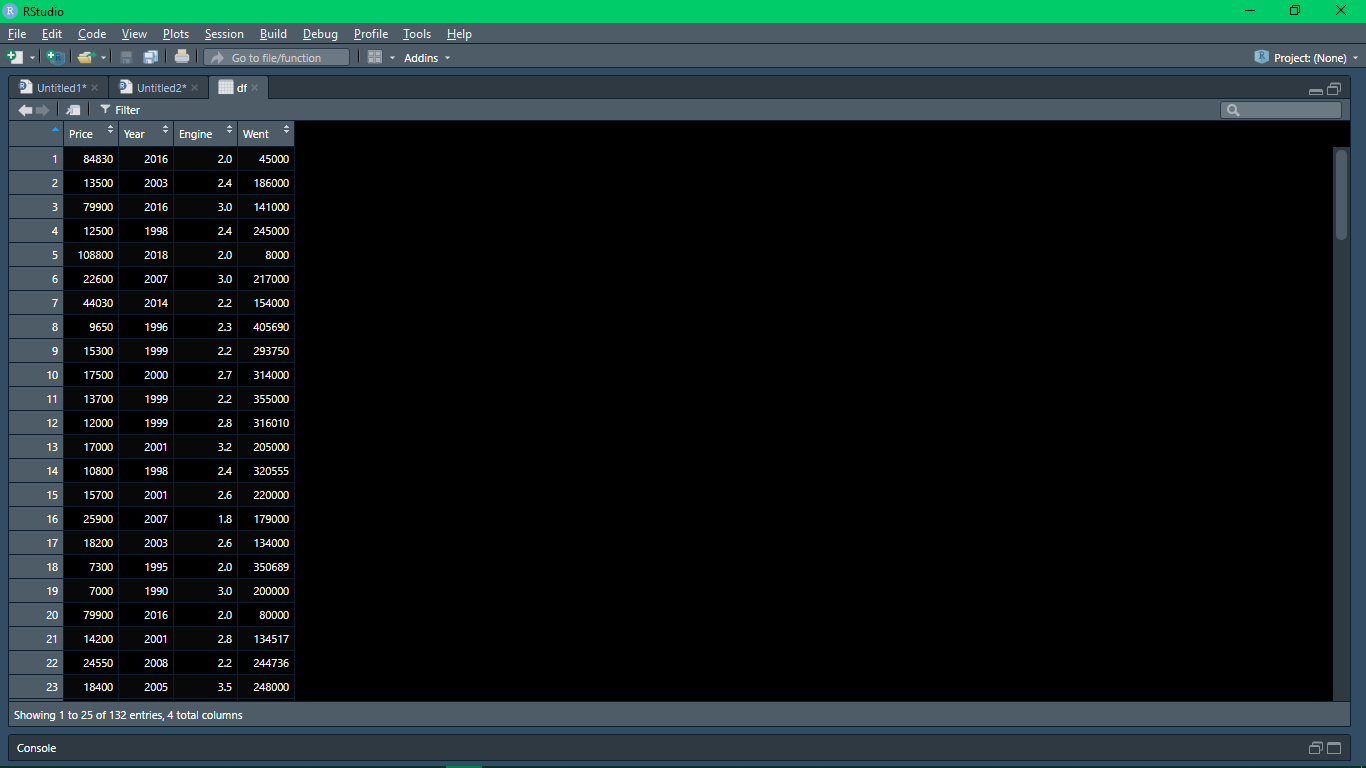 RStudio
File Edit Code View Plots Session Build Debug Profile Tools Help
Go to file/function Addins Project: (None)
Untitled1* Untitled2* df
Filter
Price Year Engine Went
1 84830 2016 2.0 45000
2 13500 2003 2.4 186000
3 79900 2016 3.0 141000
4 12500 1998 2.4 245000
5 108800 2018 2.0 8000
6 22600 2007 3.0 217000
7 44030 2014 2.2 154000
8 9650 1996 2.3 405690
9 15300 1999 2.2 293750
10 17500 2000 2.7 314000
11 13700 1999 2.2 355000
12 12000 1999 2.8 316010
13 17000 2001 3.2 205000
14 10800 1998 2.4 320555
15 15700 2001 2.6 220000
16 25900 2007 1.8 179000
17 18200 2003 2.6 134000
18 7300 1995 2.0 350689
19 7000 1990 3.0 200000
20 79900 2016 2.0 80000
21 14200 2001 2.8 134517
22 24550 2008 2.2 244736
23 18400 2005 3.5 248000
Showing 1 to 25 of 132 entries, 4 total columns
Console